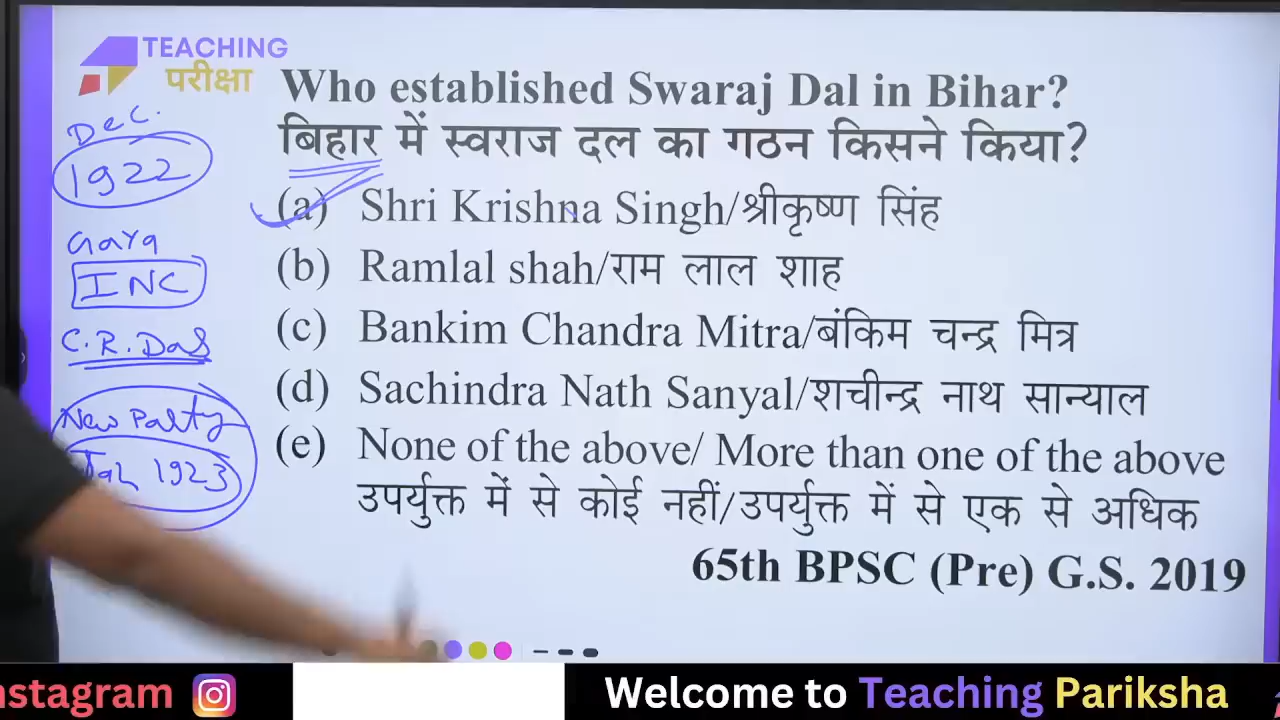 TEACHING
परीक्षा
Who established Swaraj Dal in Bihar?
बिहार में स्वराज दल का गठन किसने किया?
(a) Shri Krishna Singh/श्रीकृष्ण सिंह
(b) Ramlal shah/राम लाल शाह
(c) Bankim Chandra Mitra/बंकिम चन्द्र मित्र
(d) Sachindra Nath Sanyal/शचीन्द्र नाथ सान्याल
(e) None of the above/ More than one of the above
उपर्युक्त में से कोई नहीं/उपर्युक्त में से एक से अधिक
65th BPSC (Pre) G.S. 2019
Dec.
1922
Gaya
INC
C.R.Das
New Party
Jan 1923
nstagram
Welcome to Teaching Pariksha